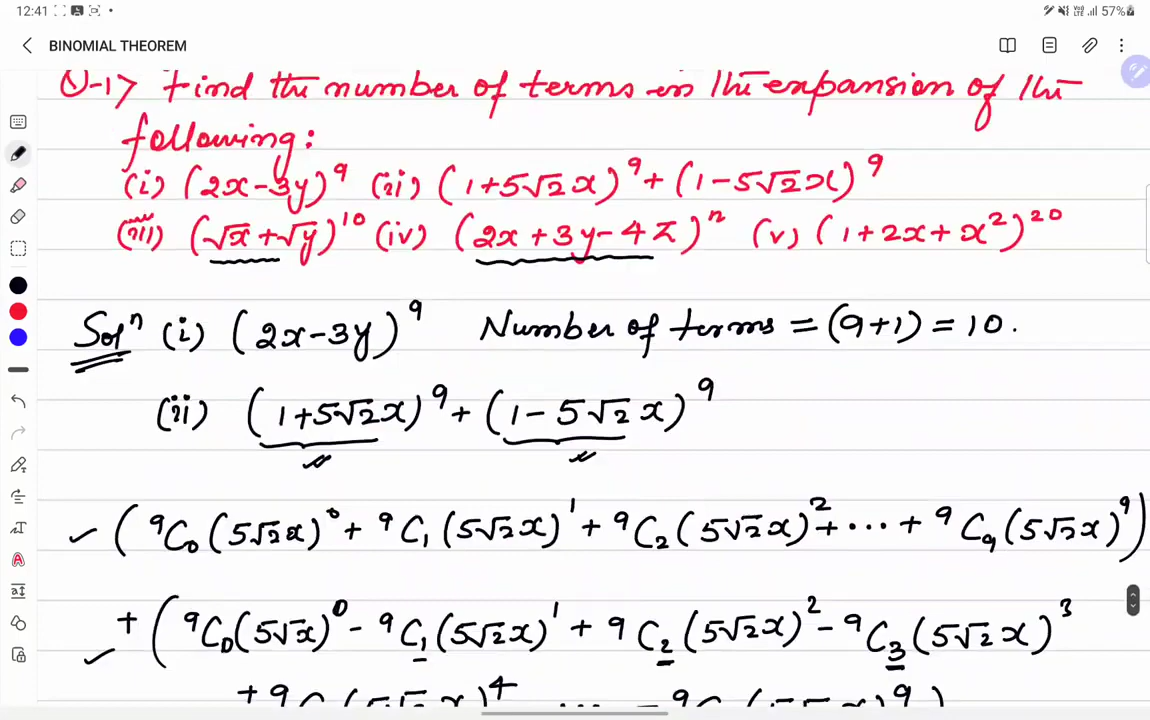 12:41 57%
BINOMIAL THEOREM
Q-1> Find the number of terms in the expansion of the
following:
(i) (2x-3y)⁹ (ii) (1+5√2x)⁹+(1-5√2x)⁹
(iii) (√x+√y)¹⁰ (iv) (2x+3y-4z)ⁿ (v) (1+2x+x²)²⁰
Solⁿ (i) (2x-3y)⁹ Number of terms = (9+1) = 10.
(ii) (1+5√2x)⁹+(1-5√2x)⁹
(⁹C₀(5√2x)⁰+⁹C₁(5√2x)¹+⁹C₂(5√2x)²+...+⁹C₉(5√2x)⁹)
+(⁹C₀(5√x)⁰-⁹C₁(5√2x)¹+⁹C₂(5√2x)²-⁹C₃(5√2x)³